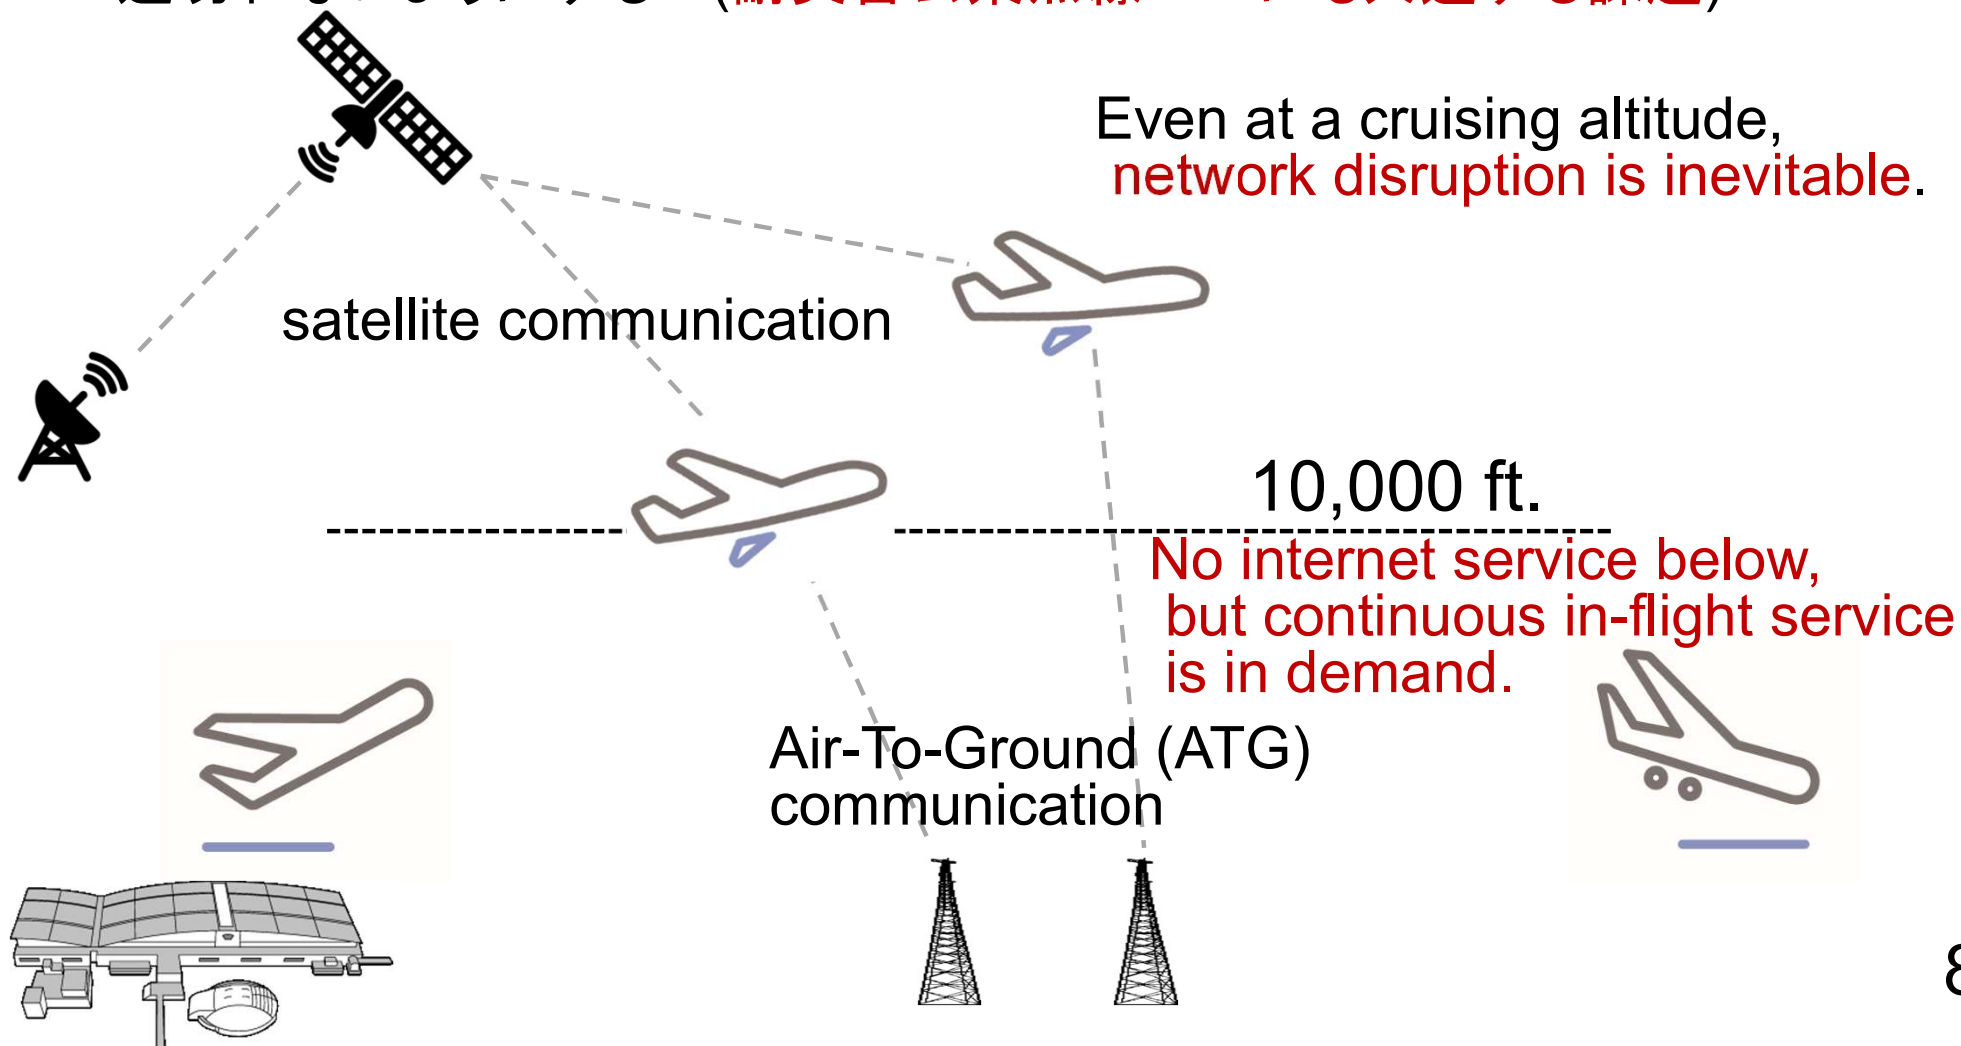 Even at a cruising altitude,
network disruption is inevitable.
satellite communication
10,000 ft.
No internet service below,
but continuous in-flight service
is in demand.
Air-To-Ground (ATG)
communication
8